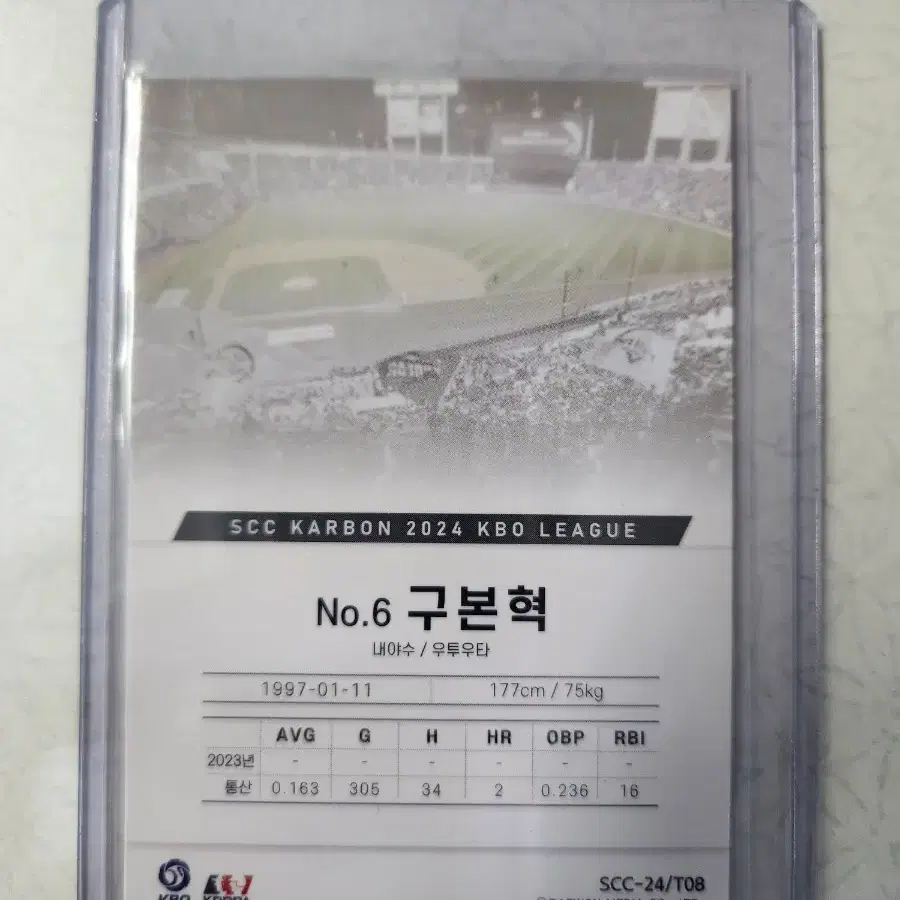 SCC KARBON 2024 KBO LEAGUE
No.6 구본혁
내야수 / 우투우타
1997-01-11 177cm / 75kg
AVG G H HR OBP RBI
2023년 - - - - - -
통산 0.163 305 34 2 0.236 16
SCC-24/T08
KBO